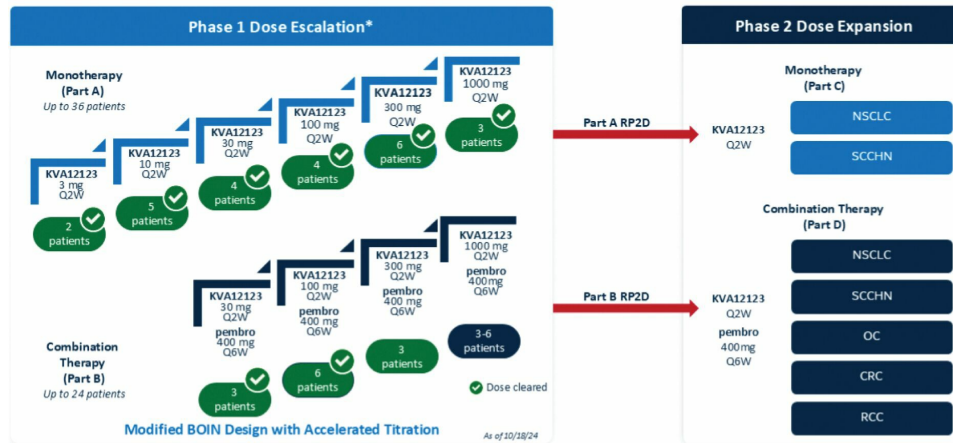 Phase 1 Dose Escalation*
Monotherapy
(Part A)
Up to 36 patients
KVA12123
3 mg
Q2W
2
patients
KVA12123
10 mg
Q2W
5
patients
KVA12123
30 mg
Q2W
4
patients
KVA12123
100 mg
Q2W
4
patients
KVA12123
300 mg
Q2W
6
patients
KVA12123
1000 mg
Q2W
3
patients
Combination
Therapy
(Part B)
Up to 24 patients
KVA12123
30 mg
Q2W
pembro
400 mg
Q6W
3
patients
KVA12123
100 mg
Q2W
pembro
400 mg
Q6W
6
patients
KVA12123
300 mg
Q2W
pembro
400 mg
Q6W
3
patients
KVA12123
1000 mg
Q2W
pembro
400mg
Q6W
3-6
patients
Dose cleared
Modified BOIN Design with Accelerated Titration
As of 10/18/24
Part A RP2D
Part B RP2D
Phase 2 Dose Expansion
Monotherapy
(Part C)
KVA12123
Q2W
NSCLC
SCCHN
Combination Therapy
(Part D)
KVA12123
Q2W
pembro
400mg
Q6W
NSCLC
SCCHN
OC
CRC
RCC